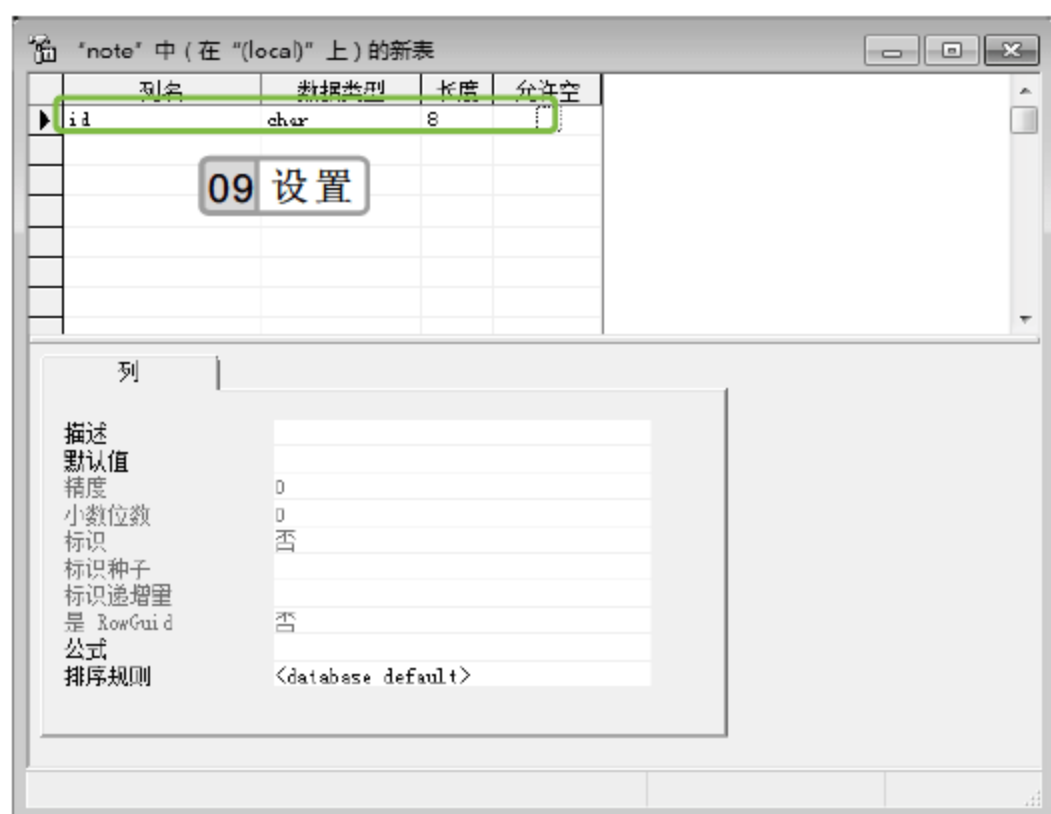 “note” 中 ( 在 “(local)” 上 ) 的新表
列名 数据类型 长度 允许空
id char 8
09 设置
列
描述
默认值
精度 0
小数位数 0
标识 否
标识种子
标识递增量
是 RowGuid 否
公式
排序规则 <database default>